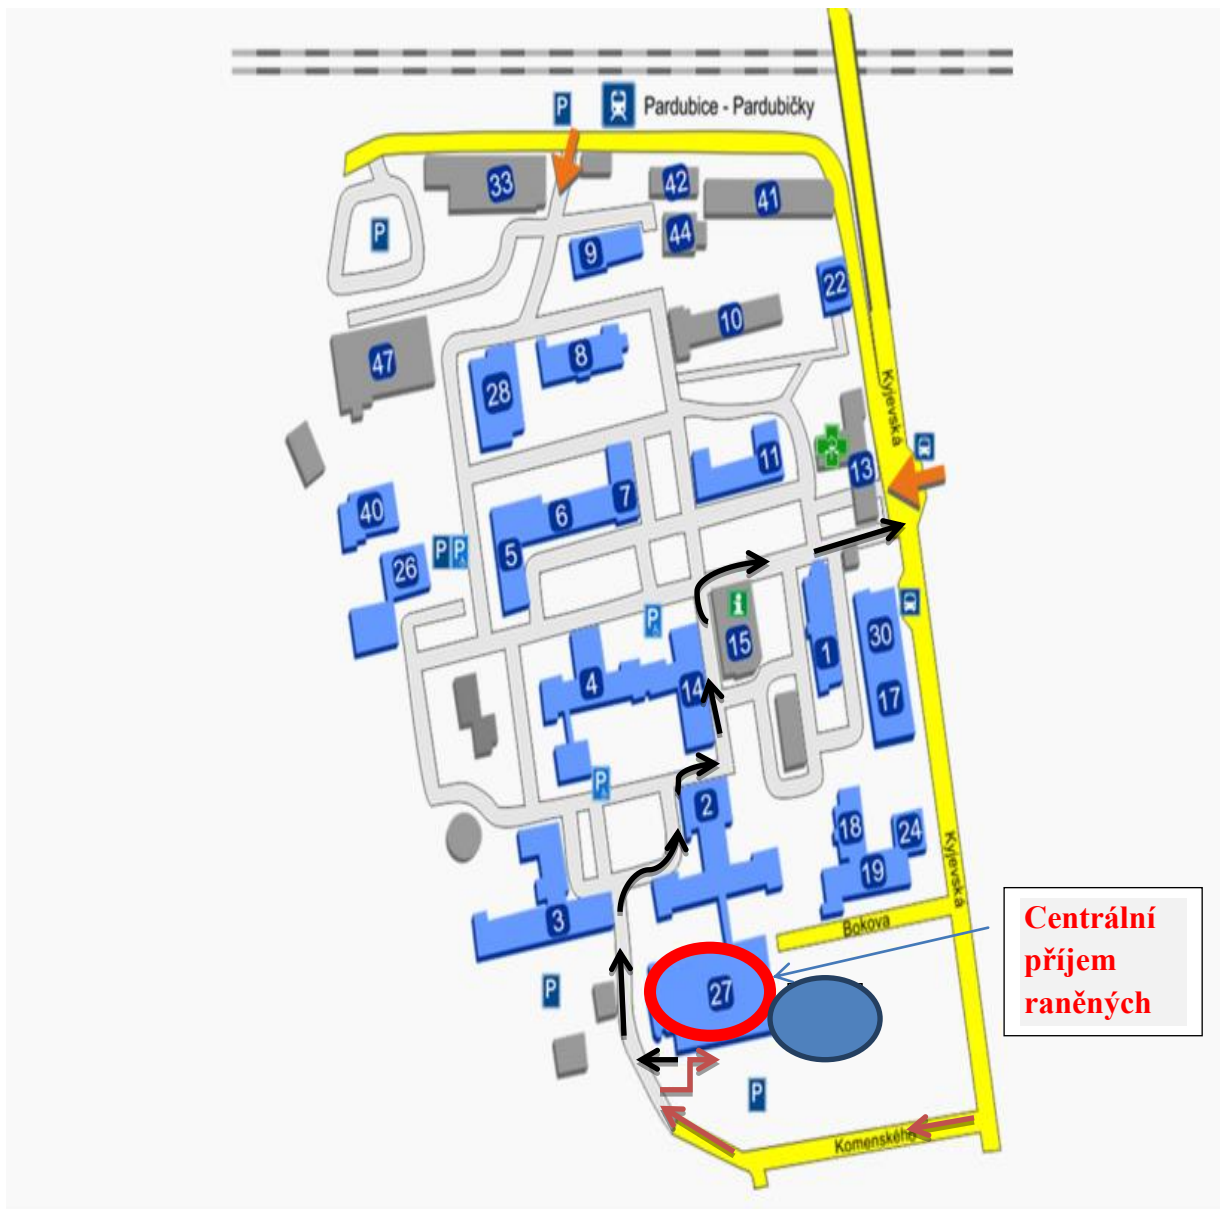 P
Pardubice - Pardubičky
33
42
41
P
44
9
22
10
47
8
28
Kyjevská
11
13
7
40
6
P P
5
26
i
P
30
15
1
4
14
17
P
2
18
24
19
Kyjevská
3
Bokova
Centrální
příjem
raněných
P
27
P
Komenského